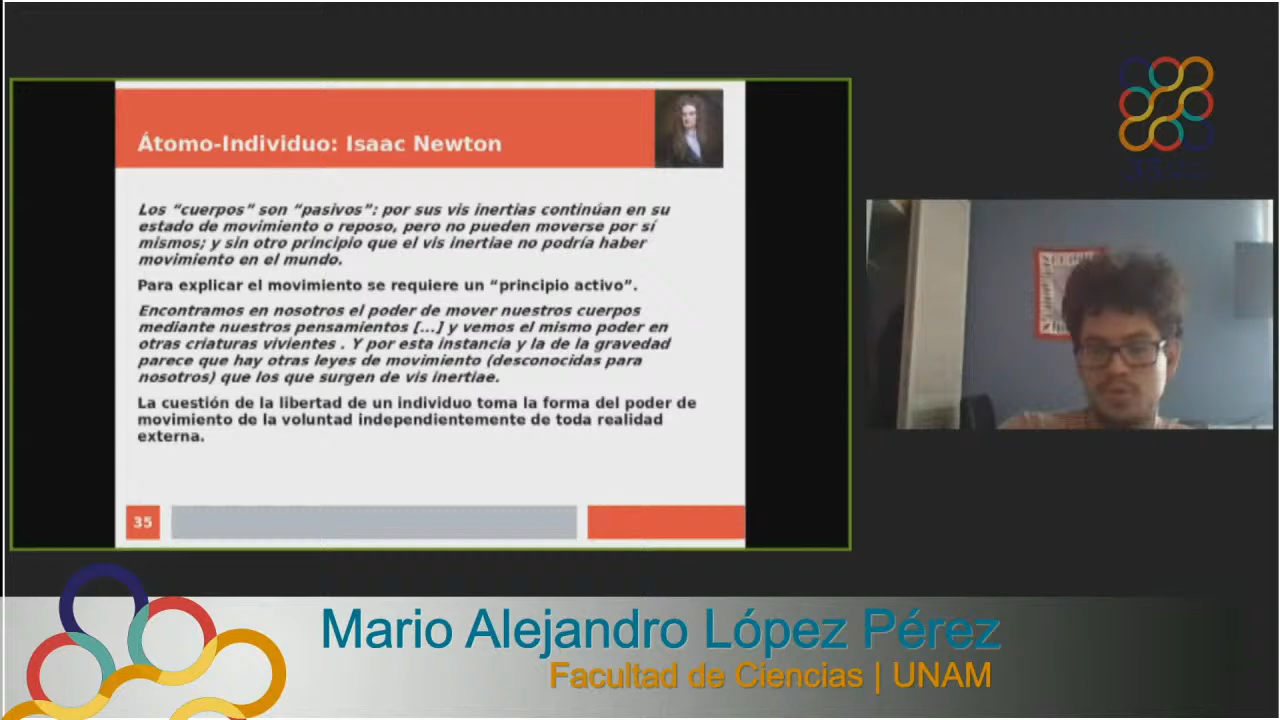 Átomo-Individuo: Isaac Newton
Los “cuerpos” son “pasivos”: por sus vis inertias continúan en su
estado de movimiento o reposo, pero no pueden moverse por sí
mismos; y sin otro principio que el vis inertiae no podría haber
movimiento en el mundo.
Para explicar el movimiento se requiere un “principio activo”.
Encontramos en nosotros el poder de mover nuestros cuerpos
mediante nuestros pensamientos [...] y vemos el mismo poder en
otras criaturas vivientes . Y por esta instancia y la de la gravedad
parece que hay otras leyes de movimiento (desconocidas para
nosotros) que los que surgen de vis inertiae.
La cuestión de la libertad de un individuo toma la forma del poder de
movimiento de la voluntad independientemente de toda realidad
externa.
35
Mario Alejandro López Pérez
Facultad de Ciencias | UNAM